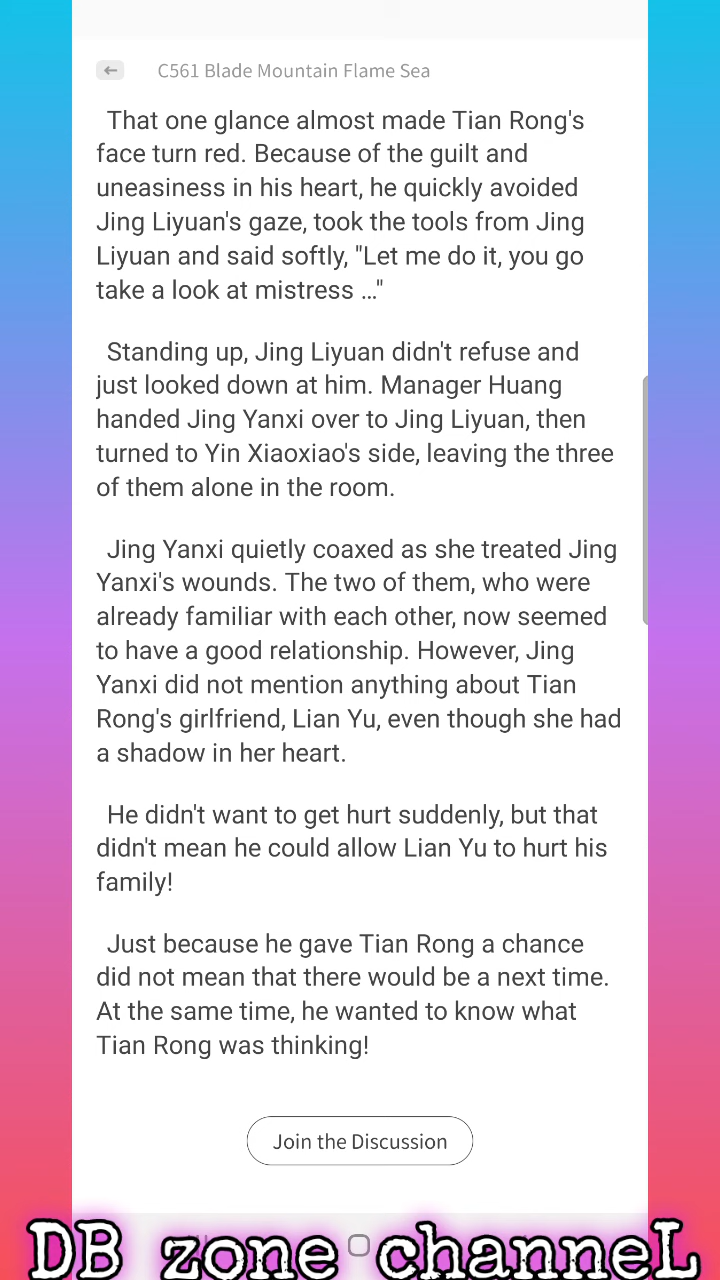 C561 Blade Mountain Flame Sea
That one glance almost made Tian Rong's
face turn red. Because of the guilt and
uneasiness in his heart, he quickly avoided
Jing Liyuan's gaze, took the tools from Jing
Liyuan and said softly, "Let me do it, you go
take a look at mistress ..."
Standing up, Jing Liyuan didn't refuse and
just looked down at him. Manager Huang
handed Jing Yanxi over to Jing Liyuan, then
turned to Yin Xiaoxiao's side, leaving the three
of them alone in the room.
Jing Yanxi quietly coaxed as she treated Jing
Yanxi's wounds. The two of them, who were
already familiar with each other, now seemed
to have a good relationship. However, Jing
Yanxi did not mention anything about Tian
Rong's girlfriend, Lian Yu, even though she had
a shadow in her heart.
He didn't want to get hurt suddenly, but that
didn't mean he could allow Lian Yu to hurt his
family!
Just because he gave Tian Rong a chance
did not mean that there would be a next time.
At the same time, he wanted to know what
Tian Rong was thinking!
Join the Discussion
DB zone channeL